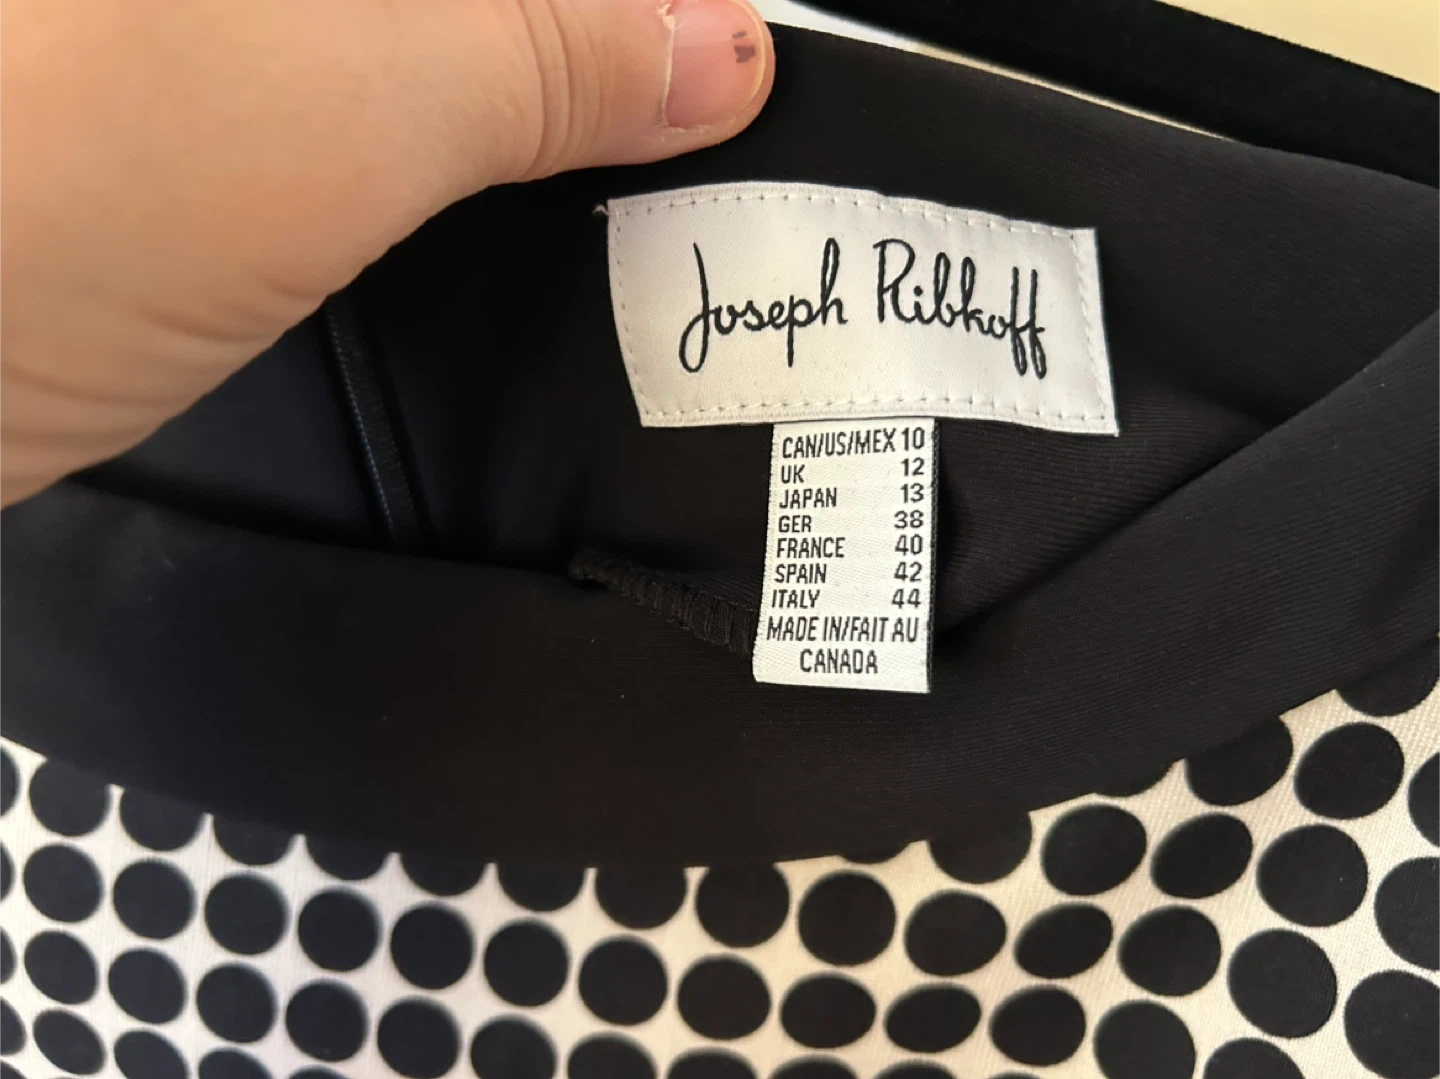 Joseph Ribkoff
CAN/US/MEX 10
UK 12
JAPAN 13
GER 38
FRANCE 40
SPAIN 42
ITALY 44
MADE IN/FAIT AU
CANADA